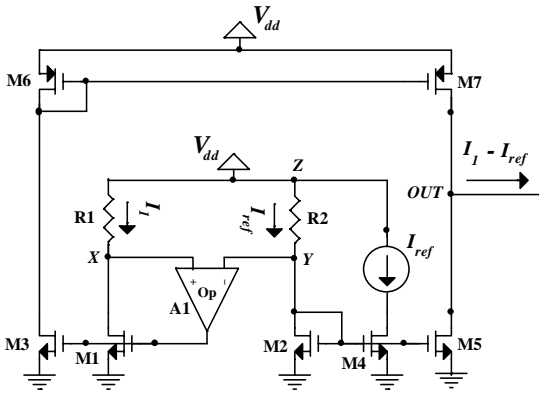 V_dd
M6
M7
I_1 - I_ref
V_dd
Z
OUT
R1
I_1
I_ref
R2
I_ref
X
+
-
Y
Op
A1
M3
M1
M2
M4
M5